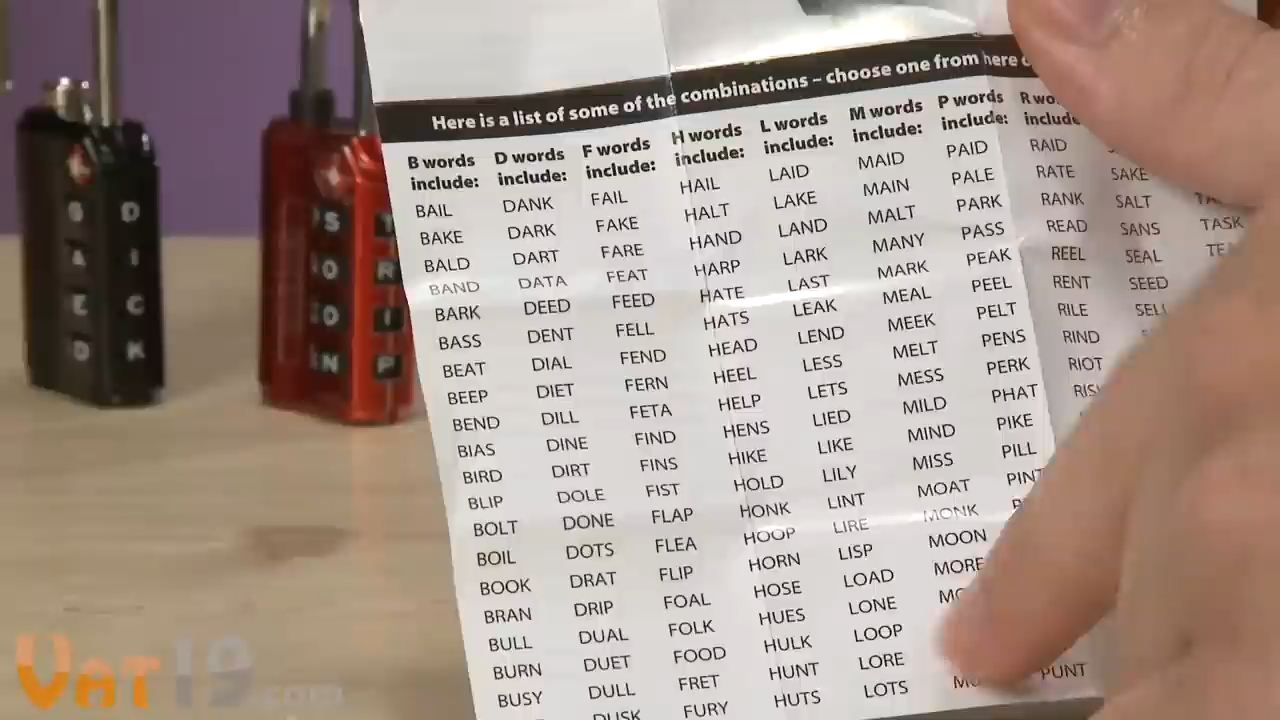 Here is a list of some of the combinations – choose one from here
B words include:
BAIL
BAKE
BALD
BAND
BARK
BASS
BEAT
BEEP
BEND
BIAS
BIRD
BLIP
BOLT
BOIL
BOOK
BRAN
BULL
BURN
BUSY
D words include:
DANK
DARK
DART
DATA
DEED
DENT
DIAL
DIET
DILL
DINE
DIRT
DOLE
DONE
DOTS
DRAT
DRIP
DUAL
DUET
DULL
DUSK
F words include:
FAIL
FAKE
FARE
FEAT
FEED
FELL
FEND
FERN
FETA
FIND
FINS
FIST
FLAP
FLEA
FLIP
FOAL
FOLK
FOOD
FRET
FURY
H words include:
HAIL
HALT
HAND
HARP
HATE
HATS
HEAD
HEEL
HELP
HENS
HIKE
HOLD
HONK
HOOP
HORN
HOSE
HUES
HULK
HUNT
HUTS
L words include:
LAID
LAKE
LAND
LARK
LAST
LEAK
LEND
LESS
LETS
LIED
LIKE
LILY
LINT
LIRE
LISP
LOAD
LONE
LOOP
LORE
LOTS
M words include:
MAID
MAIN
MALT
MANY
MARK
MEAL
MEEK
MELT
MESS
MILD
MIND
MISS
MOAT
MONK
MOON
MORE
P words include:
PAID
PALE
PARK
PASS
PEAK
PEEL
PELT
PENS
PERK
PHAT
PIKE
PILL
PINT
PUNT
RAID
RATE
RANK
READ
REEL
RENT
RILE
RIND
RIOT
SAKE
SALT
SANS
SEAL
SEED
SELL
TASK
DICK
TRIP
Vat19.com